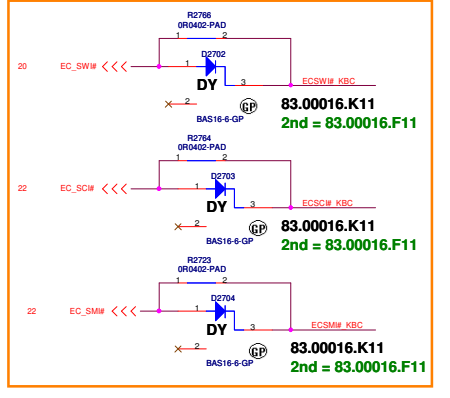 R2766
0R0402-PAD
1 2
D2702
20 EC_SWI# 1
3 ECSWI#_KBC
DY
2 GP 83.00016.K11
BAS16-6-GP 2nd = 83.00016.F11
R2764
0R0402-PAD
1 2
D2703
22 EC_SCI# 1
3 ECSCI#_KBC
DY
2 GP 83.00016.K11
BAS16-6-GP 2nd = 83.00016.F11
R2723
0R0402-PAD
1 2
D2704
22 EC_SMI# 1
3 ECSMI#_KBC
DY
2 GP 83.00016.K11
BAS16-6-GP 2nd = 83.00016.F11